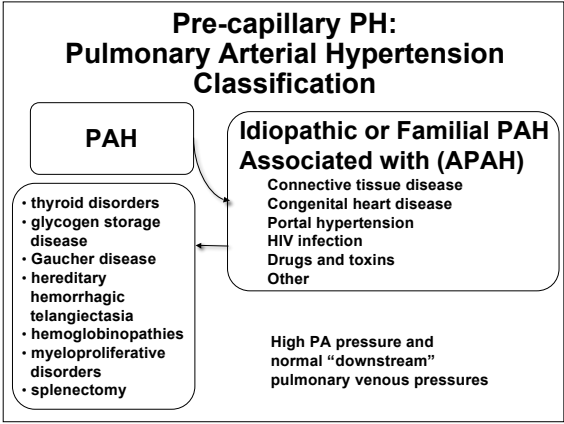 Pre-capillary PH:
Pulmonary Arterial Hypertension
Classification
PAH
Idiopathic or Familial PAH
Associated with (APAH)
Connective tissue disease
Congenital heart disease
Portal hypertension
HIV infection
Drugs and toxins
Other
• thyroid disorders
• glycogen storage
disease
• Gaucher disease
• hereditary
hemorrhagic
telangiectasia
• hemoglobinopathies
• myeloproliferative
disorders
• splenectomy
High PA pressure and
normal “downstream”
pulmonary venous pressures